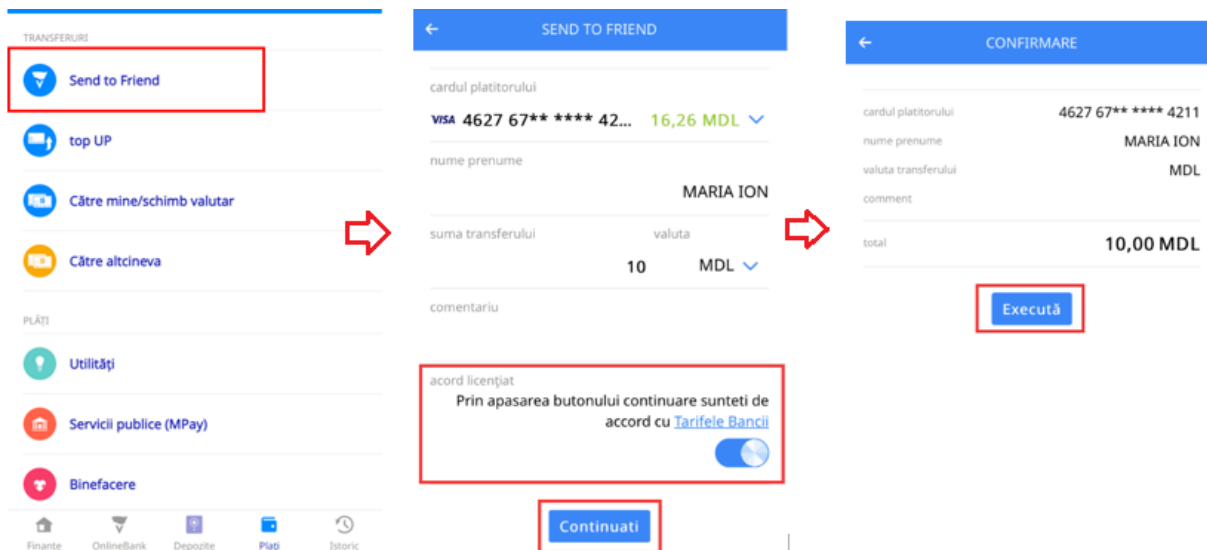 TRANSFERURI
Send to Friend
top UP
Către mine/schimb valutar
Către altcineva
PLĂȚI
Utilități
Servicii publice (MPay)
Binefacere
Finante OnlineBank Depozite Plati Istoric
SEND TO FRIEND
cardul platitorului
VISA 4627 67** **** 42... 16,26 MDL
nume prenume
MARIA ION
suma transferului valuta
10 MDL
comentariu
acord licențiat
Prin apasarea butonului continuare sunteti de
accord cu Tarifele Bancii
Continuati
CONFIRMARE
cardul platitorului 4627 67** **** 4211
nume prenume MARIA ION
valuta transferului MDL
comment
total 10,00 MDL
Execută